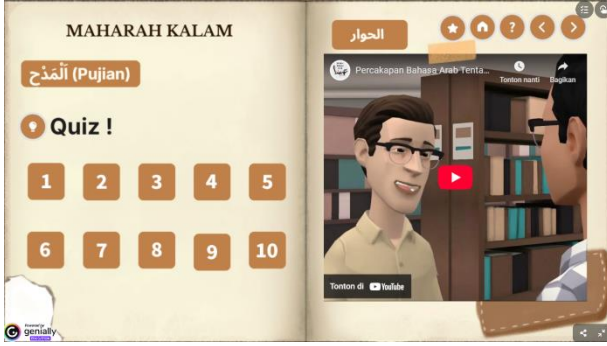 MAHARAH KALAM
اَلْمَدْح (Pujian)
Quiz !
1 2 3 4 5
6 7 8 9 10
genially
الحوار
?
Percakapan Bahasa Arab Tenta...
Tonton nanti
Bagikan
Tonton di YouTube